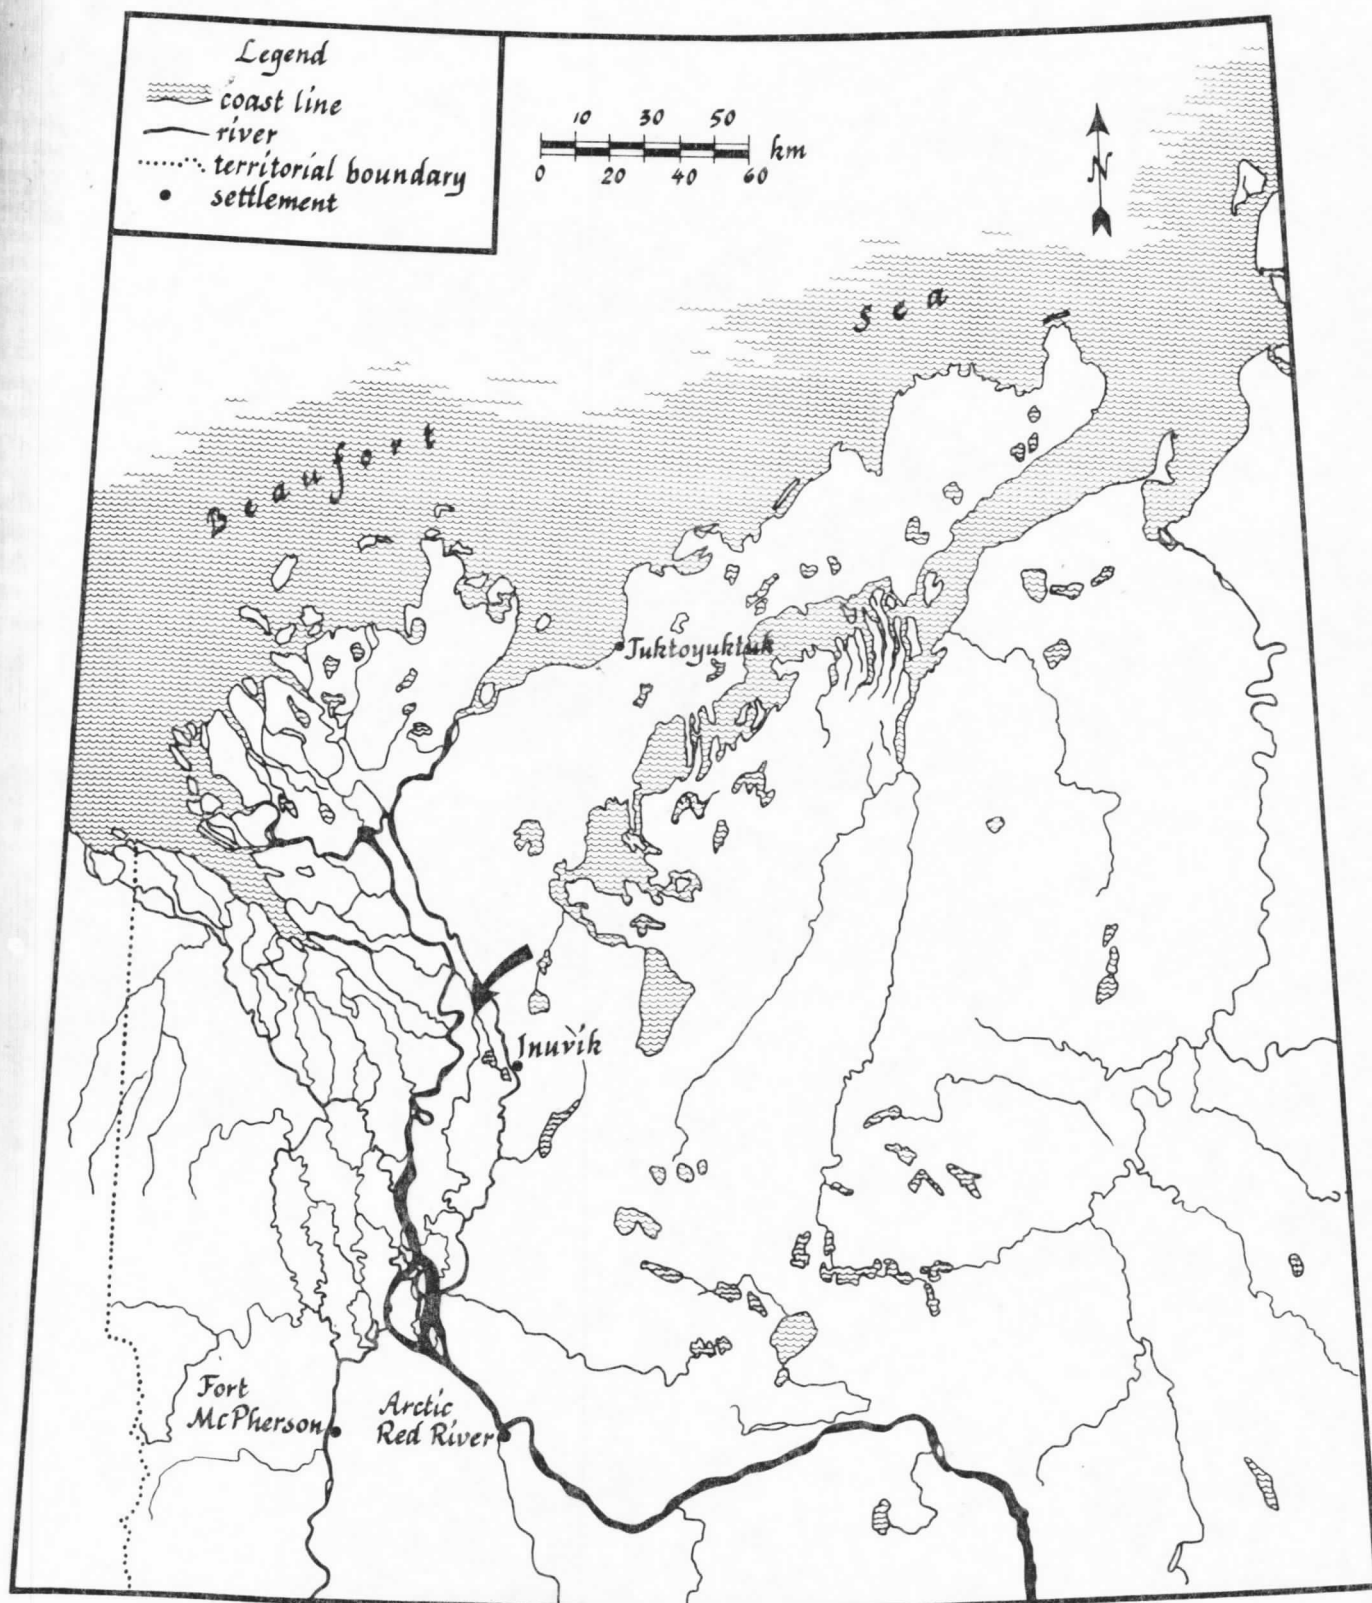 Legend
coast line
river
territorial boundary
settlement
10 30 50
km
0 20 40 60
N
Sea
Beaufort
Tuktoyuktuk
Inuvik
Fort
McPherson
Arctic
Red River